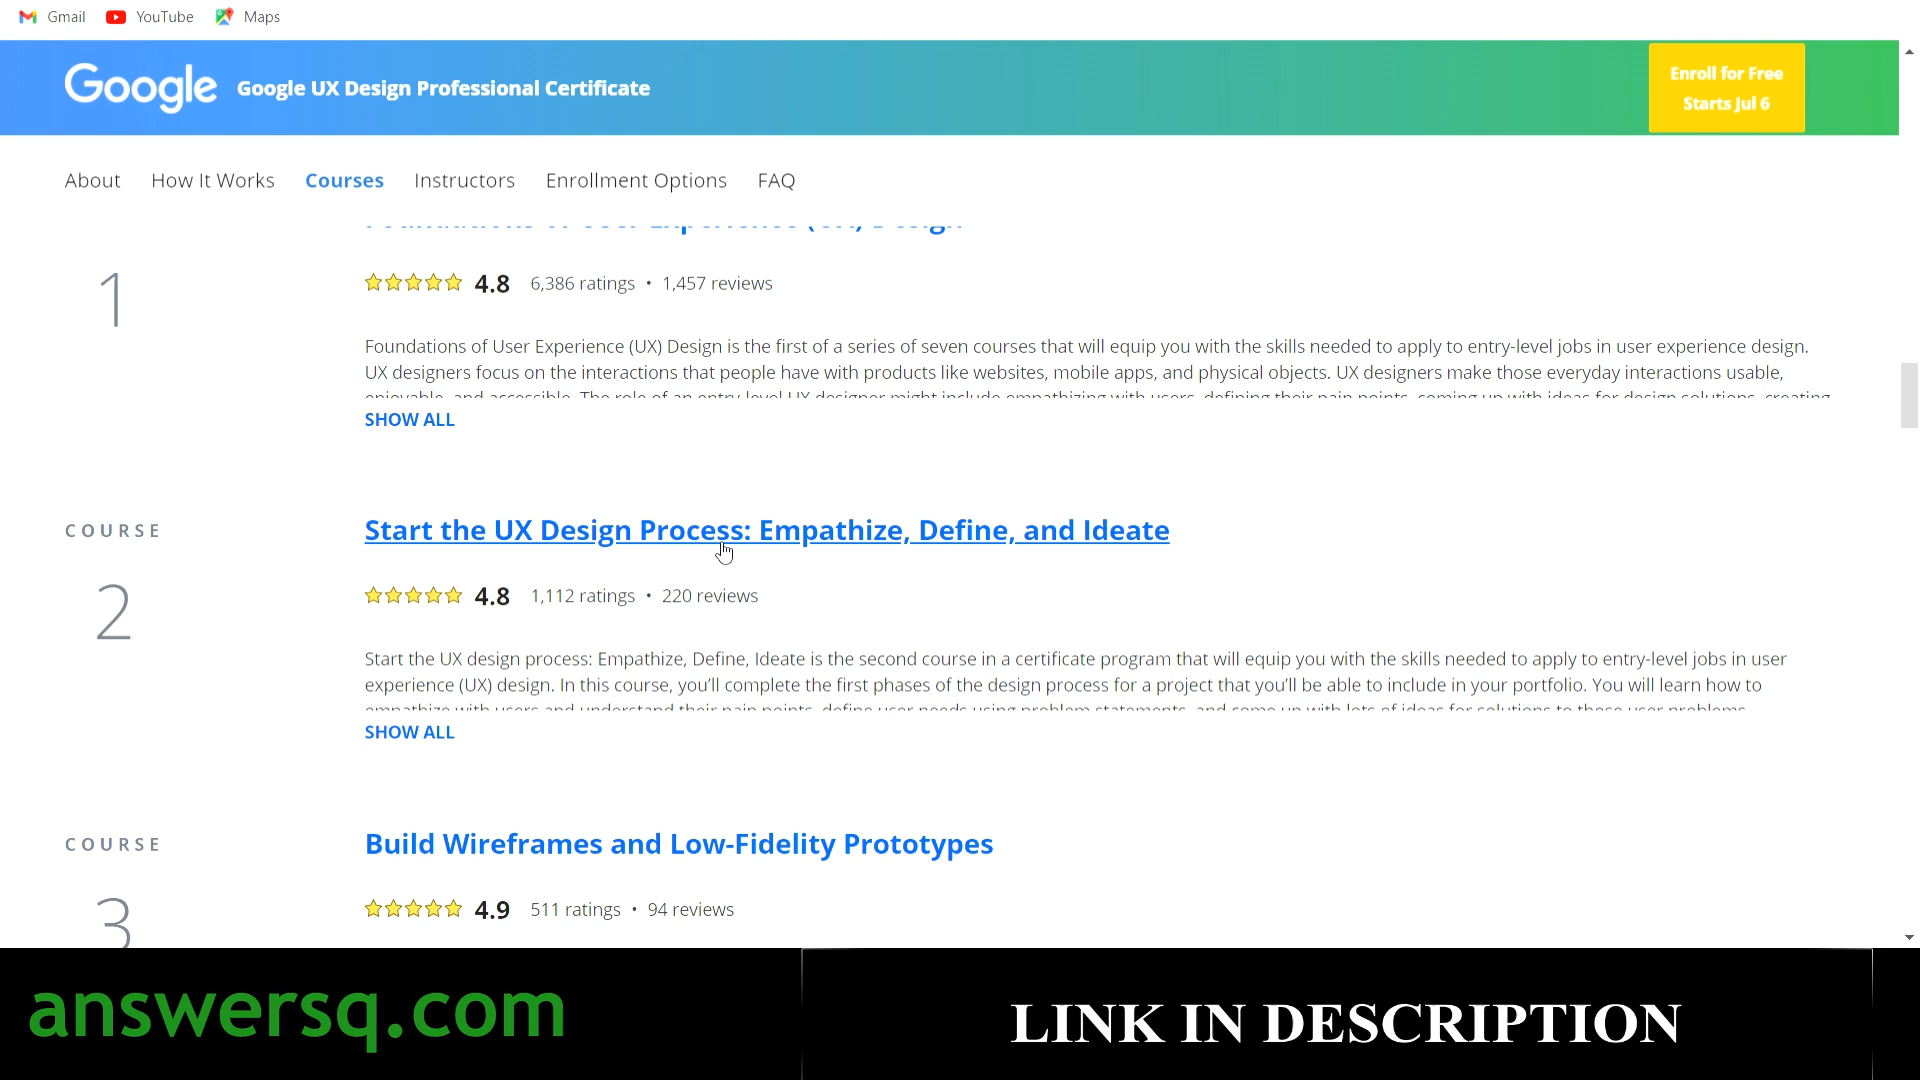 Gmail YouTube Maps
Google Google UX Design Professional Certificate
Enroll for Free
Starts Jul 6
About How It Works Courses Instructors Enrollment Options FAQ
1
4.8 6,386 ratings • 1,457 reviews
Foundations of User Experience (UX) Design is the first of a series of seven courses that will equip you with the skills needed to apply to entry-level jobs in user experience design.
UX designers focus on the interactions that people have with products like websites, mobile apps, and physical objects. UX designers make those everyday interactions usable,
SHOW ALL
COURSE
Start the UX Design Process: Empathize, Define, and Ideate
2
4.8 1,112 ratings • 220 reviews
Start the UX design process: Empathize, Define, Ideate is the second course in a certificate program that will equip you with the skills needed to apply to entry-level jobs in user
experience (UX) design. In this course, you’ll complete the first phases of the design process for a project that you’ll be able to include in your portfolio. You will learn how to
SHOW ALL
COURSE
Build Wireframes and Low-Fidelity Prototypes
3
4.9 511 ratings • 94 reviews
answersq.com
LINK IN DESCRIPTION